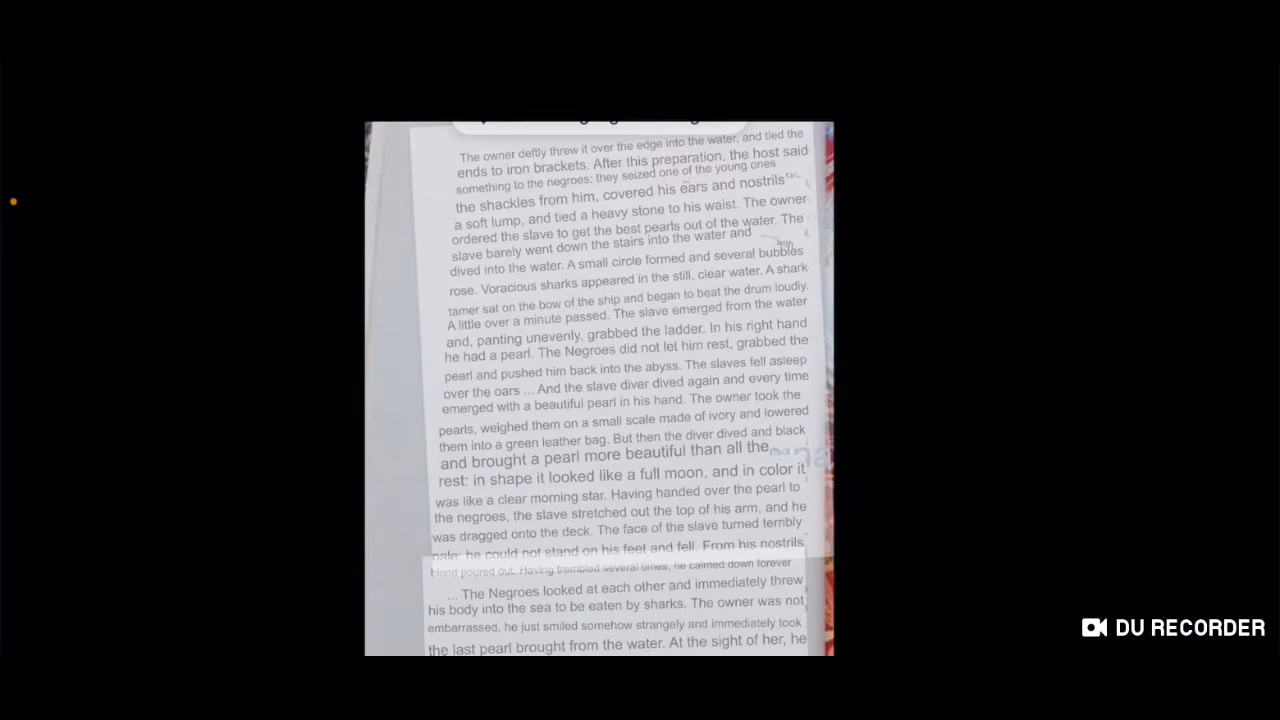 The owner deftly threw it over the edge into the water, and tied the
ends to iron brackets. After this preparation, the host said
something to the negroes; they seized one of the young ones
the shackles from him, covered his ears and nostrils
a soft lump, and tied a heavy stone to his waist. The owner
ordered the slave to get the best pearls out of the water. The
slave barely went down the stairs into the water and
with
dived into the water. A small circle formed and several bubbles
rose. Voracious sharks appeared in the still, clear water. A shark
tamer sat on the bow of the ship and began to beat the drum loudly.
A little over a minute passed. The slave emerged from the water
and, panting unevenly, grabbed the ladder. In his right hand
he had a pearl. The Negroes did not let him rest, grabbed the
pearl and pushed him back into the abyss. The slaves fell asleep
over the oars ... And the slave diver dived again and every time
emerged with a beautiful pearl in his hand. The owner took the
pearls, weighed them on a small scale made of ivory and lowered
them into a green leather bag. But then the diver dived and black
and brought a pearl more beautiful than all the
rest: in shape it looked like a full moon, and in color it
was like a clear morning star. Having handed over the pearl to
the negroes, the slave stretched out the top of his arm, and he
was dragged onto the deck. The face of the slave turned terribly
pale; he could not stand on his feet and fell. From his nostrils
blood poured out. Having trembled several times, he calmed down forever
... The Negroes looked at each other and immediately threw
his body into the sea to be eaten by sharks. The owner was not
embarrassed, he just smiled somehow strangely and immediately took
the last pearl brought from the water. At the sight of her, he
DU RECORDER